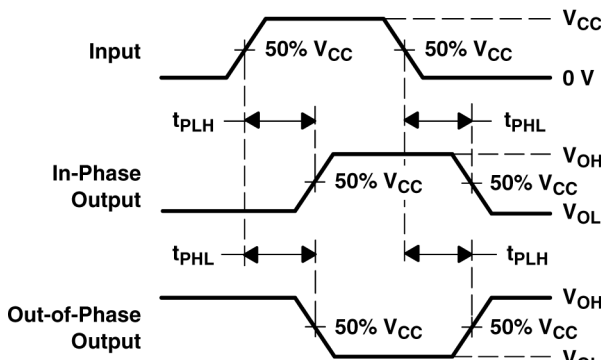 VCC
Input
50% VCC
50% VCC
0 V
tPLH
tPHL
VOH
In-Phase
Output
50% VCC
50% VCC
VOL
tPHL
tPLH
VOH
Out-of-Phase
Output
50% VCC
50% VCC
VOL